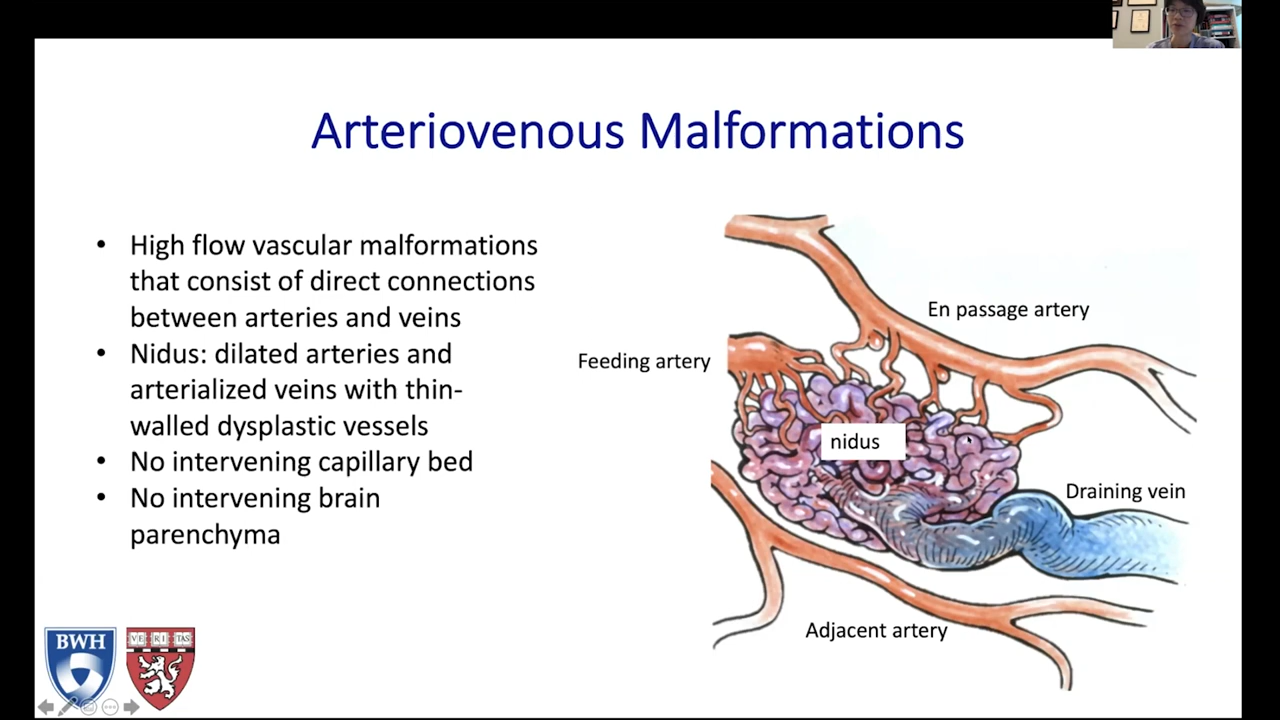 Arteriovenous Malformations
• High flow vascular malformations
that consist of direct connections
between arteries and veins
• Nidus: dilated arteries and
arterialized veins with thin-
walled dysplastic vessels
• No intervening capillary bed
• No intervening brain
parenchyma
En passage artery
Feeding artery
nidus
Draining vein
Adjacent artery
BWH
VE RI TAS